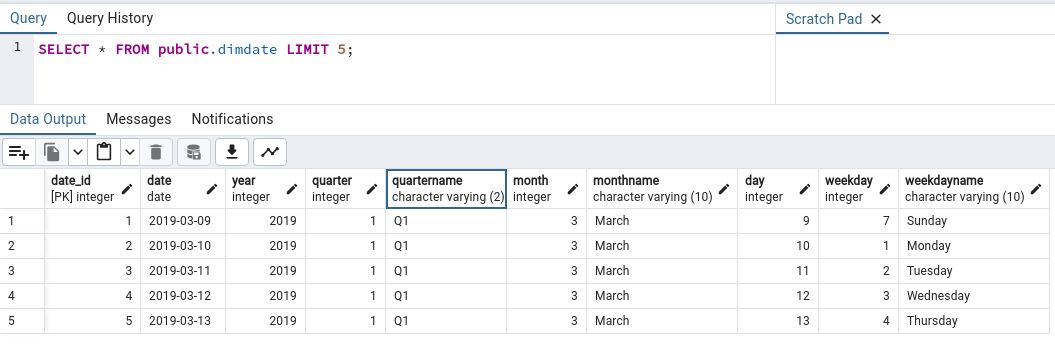 Query Query History Scratch Pad
1 SELECT * FROM public.dimdate LIMIT 5;
Data Output Messages Notifications
date_id date year quarter quartername month monthname day weekday weekdayname
[PK] integer date integer integer character varying (2) integer character varying (10) integer integer character varying (10)
1 1 2019-03-09 2019 1 Q1 3 March 9 7 Sunday
2 2 2019-03-10 2019 1 Q1 3 March 10 1 Monday
3 3 2019-03-11 2019 1 Q1 3 March 11 2 Tuesday
4 4 2019-03-12 2019 1 Q1 3 March 12 3 Wednesday
5 5 2019-03-13 2019 1 Q1 3 March 13 4 Thursday